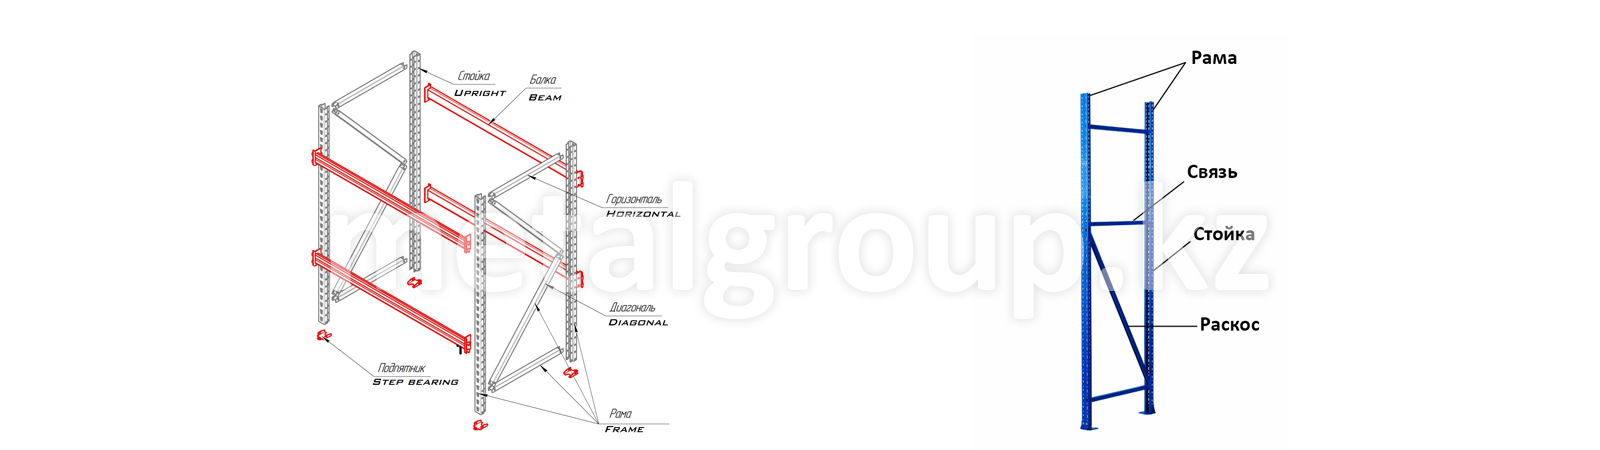 Стойка
UPRIGHT
Балка
BEAM
Горизонталь
HORIZONTAL
Диагональ
DIAGONAL
Подпятник
STEP BEARING
Рама
FRAME
metalgroup.kz
Рама
Связь
Стойка
Раскос